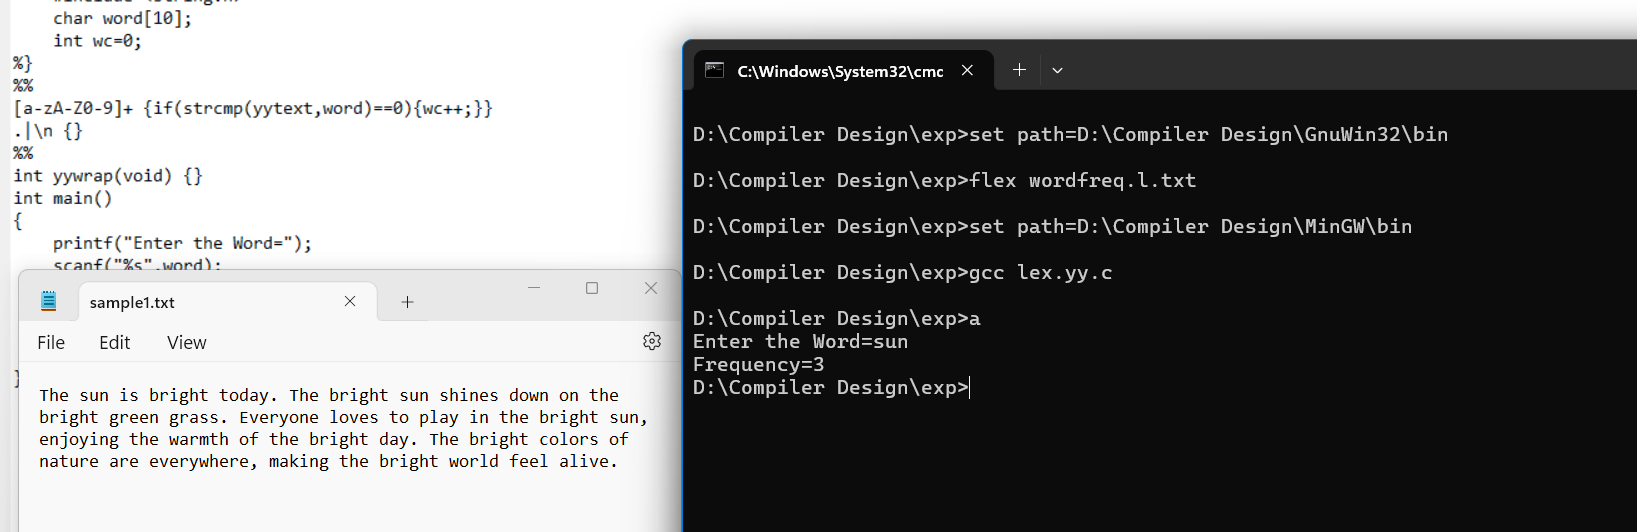 char word[10];
int wc=0;
%}
%%
[a-zA-Z0-9]+ {if(strcmp(yytext,word)==0){wc++;}}
.|\n {}
%%
int yywrap(void) {}
int main()
{
printf("Enter the Word=");
scanf("%s",word);
}
sample1.txt
File Edit View
The sun is bright today. The bright sun shines down on the
bright green grass. Everyone loves to play in the bright sun,
enjoying the warmth of the bright day. The bright colors of
nature are everywhere, making the bright world feel alive.
C:\Windows\System32\cmc
D:\Compiler Design\exp>set path=D:\Compiler Design\GnuWin32\bin
D:\Compiler Design\exp>flex wordfreq.l.txt
D:\Compiler Design\exp>set path=D:\Compiler Design\MinGW\bin
D:\Compiler Design\exp>gcc lex.yy.c
D:\Compiler Design\exp>a
Enter the Word=sun
Frequency=3
D:\Compiler Design\exp>